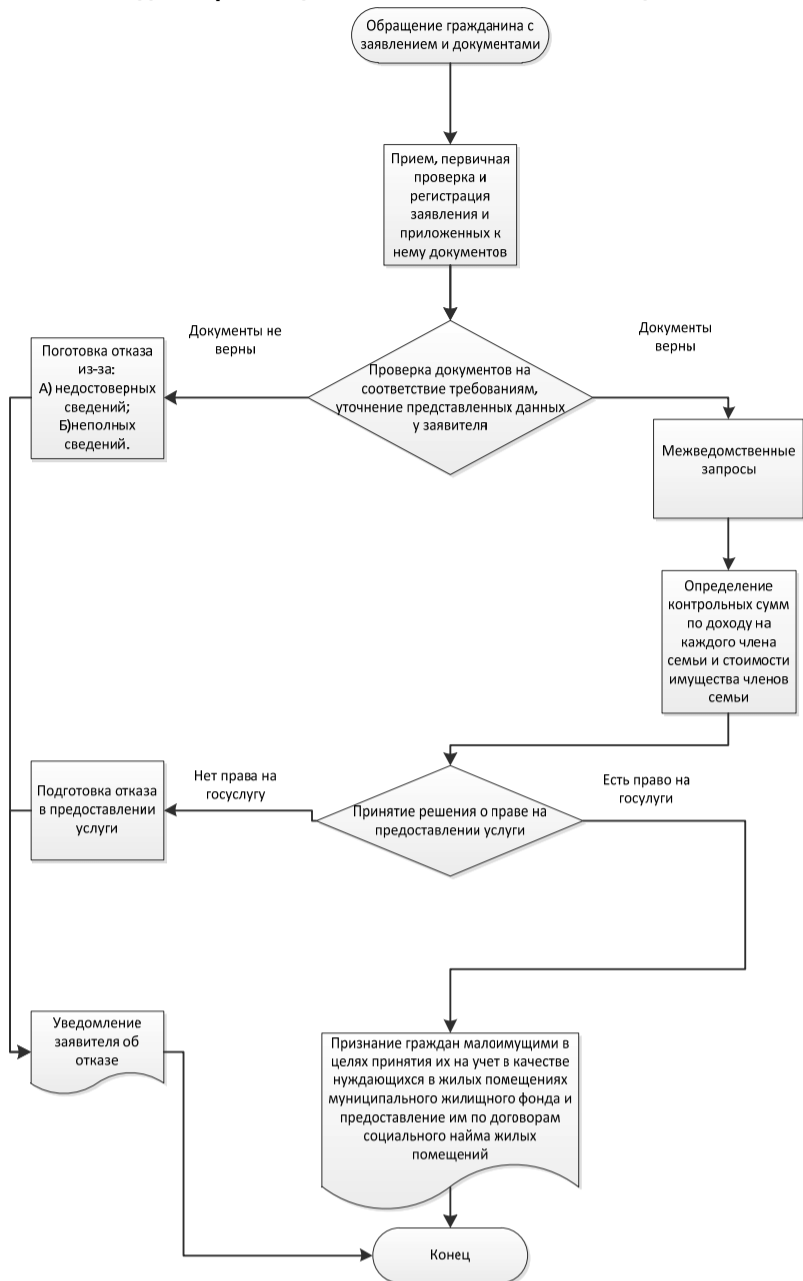 Обращение гражданина с
заявлением и документами
Прием, первичная
проверка и
регистрация
заявления и
приложенных к
нему документов
Документы не
верны
Документы
верны
Поготовка отказа
из-за:
А) недостоверных
сведений;
Б)неполных
сведений.
Проверка документов на
соответствие требованиям,
уточнение представленных данных
у заявителя
Межведомственные
запросы
Определение
контрольных сумм
по доходу на
каждого члена
семьи и стоимости
имущества членов
семьи
Нет права на
госуслугу
Есть право на
госулуги
Подготовка отказа
в предоставлении
услуги
Принятие решения о праве на
предоставлении услуги
Уведомление
заявителя об
отказе
Признание граждан малоимущими в
целях принятия их на учет в качестве
нуждающихся в жилых помещениях
муниципального жилищного фонда и
предоставление им по договорам
социального найма жилых
помещений
Конец